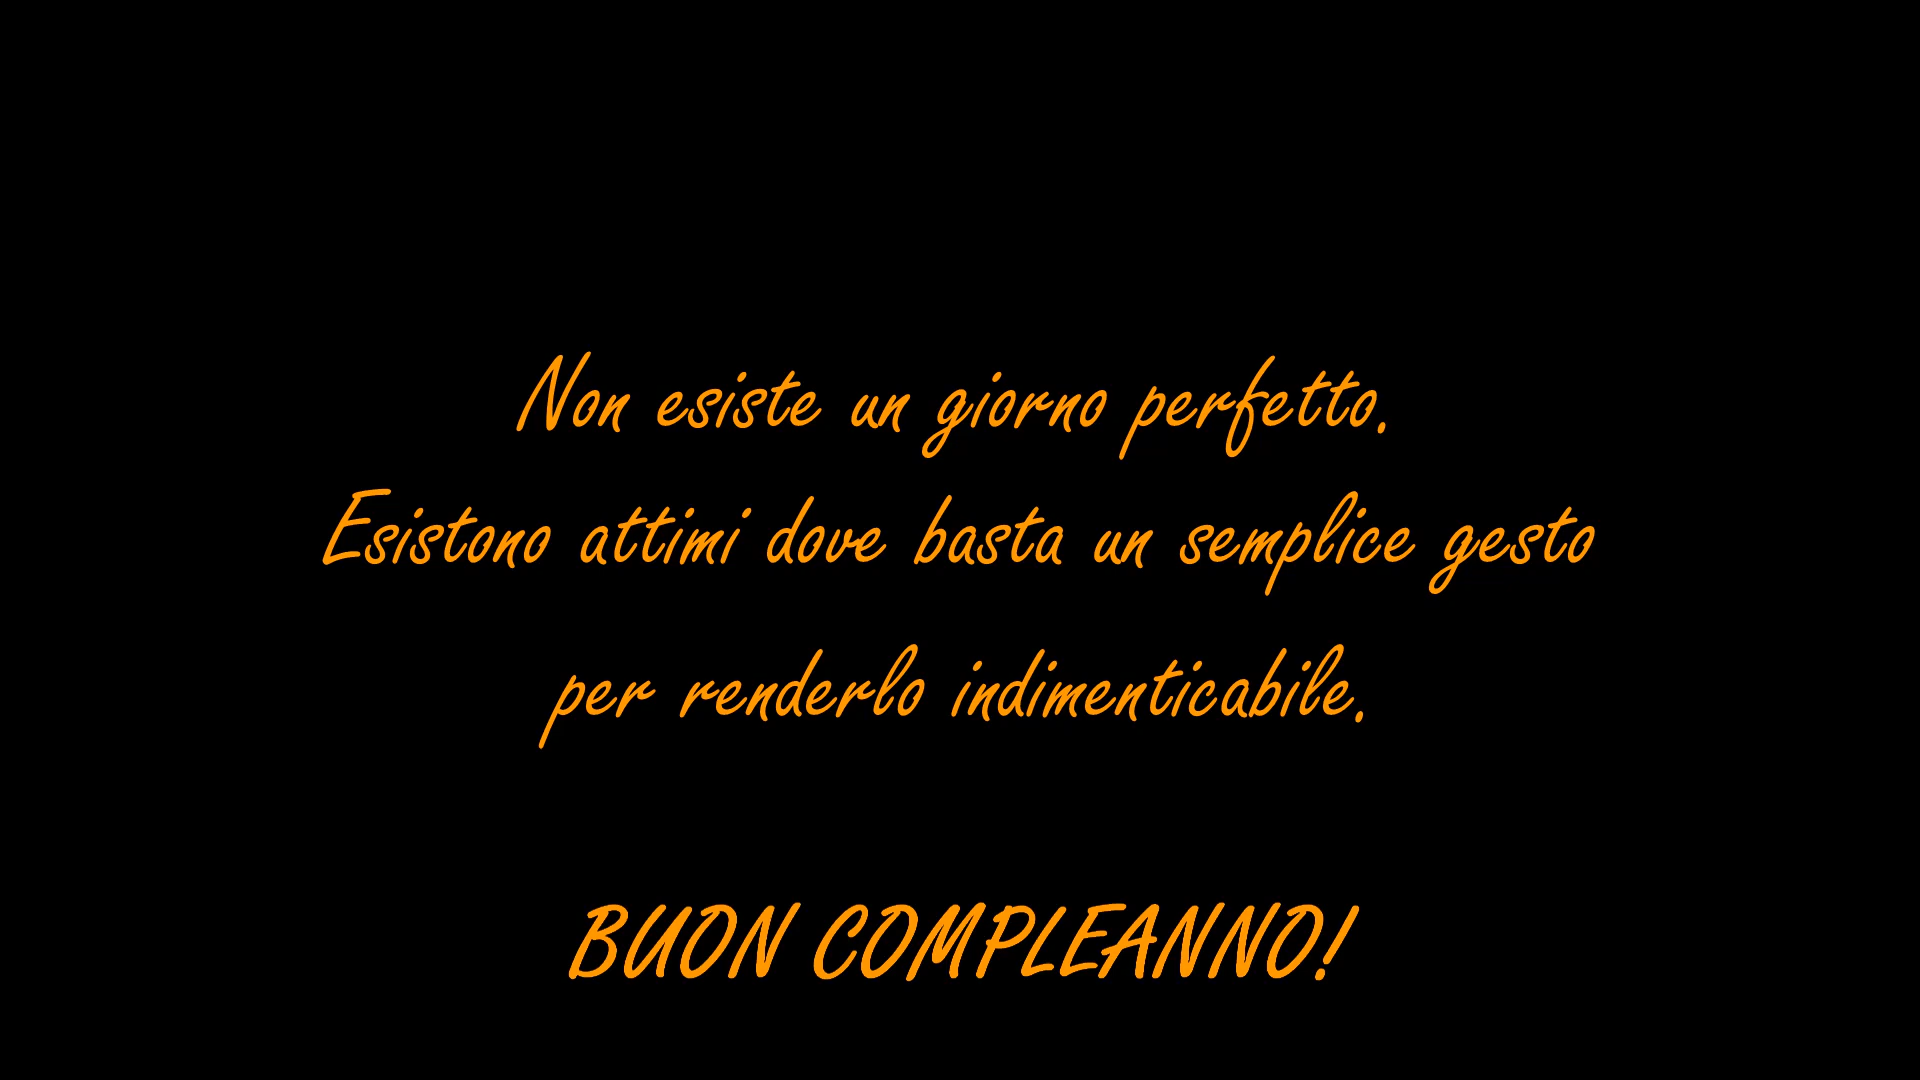 Non esiste un giorno perfetto.
Esistono attimi dove basta un semplice gesto
per renderlo indimenticabile.
BUON COMPLEANNO!